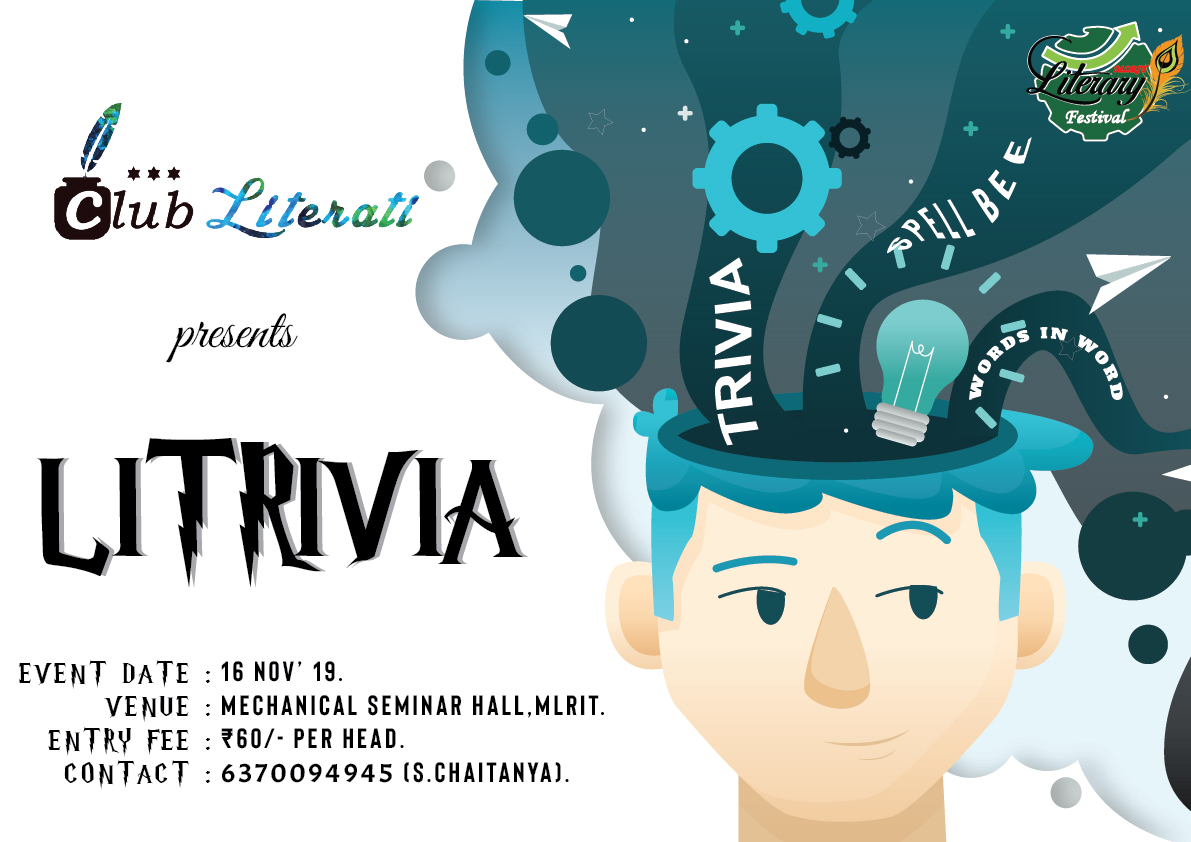 MLRIT
Literary
Festival
Club Literati
presents
LITRIVIA
TRIVIA
SPELL BEE
WORDS IN WORD
EVENT DATE : 16 NOV' 19.
VENUE : MECHANICAL SEMINAR HALL,MLRIT.
ENTRY FEE : ₹60/- PER HEAD.
CONTACT : 6370094945 (S.CHAITANYA).